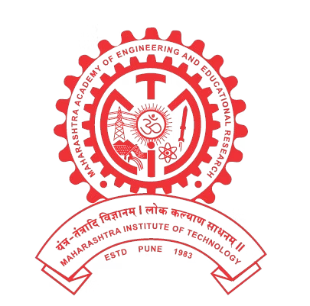 MAHARASHTRA ACADEMY OF ENGINEERING AND EDUCATIONAL RESEARCH
ॐ
यंत्र-तंत्रादि विज्ञानम् । लोक कल्याण साधनम् ॥
MAHARASHTRA INSTITUTE OF TECHNOLOGY
ESTD PUNE 1983